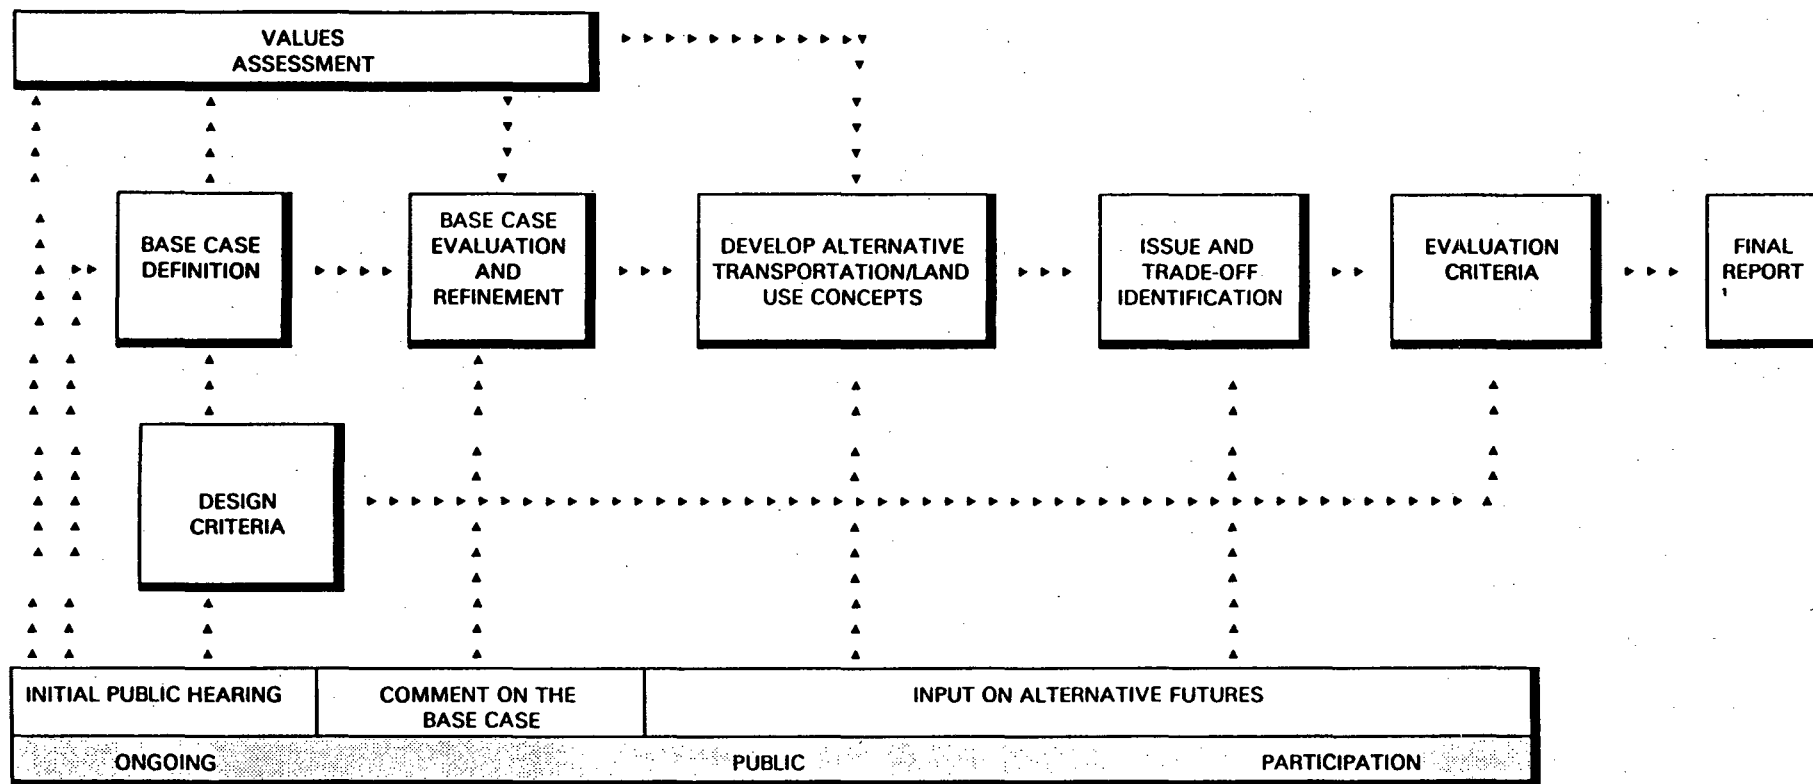 VALUES
ASSESSMENT
BASE CASE
DEFINITION
BASE CASE
EVALUATION
AND
REFINEMENT
DEVELOP ALTERNATIVE
TRANSPORTATION/LAND
USE CONCEPTS
ISSUE AND
TRADE-OFF
IDENTIFICATION
EVALUATION
CRITERIA
FINAL
REPORT
DESIGN
CRITERIA
INITIAL PUBLIC HEARING
COMMENT ON THE
BASE CASE
INPUT ON ALTERNATIVE FUTURES
ONGOING PUBLIC PARTICIPATION